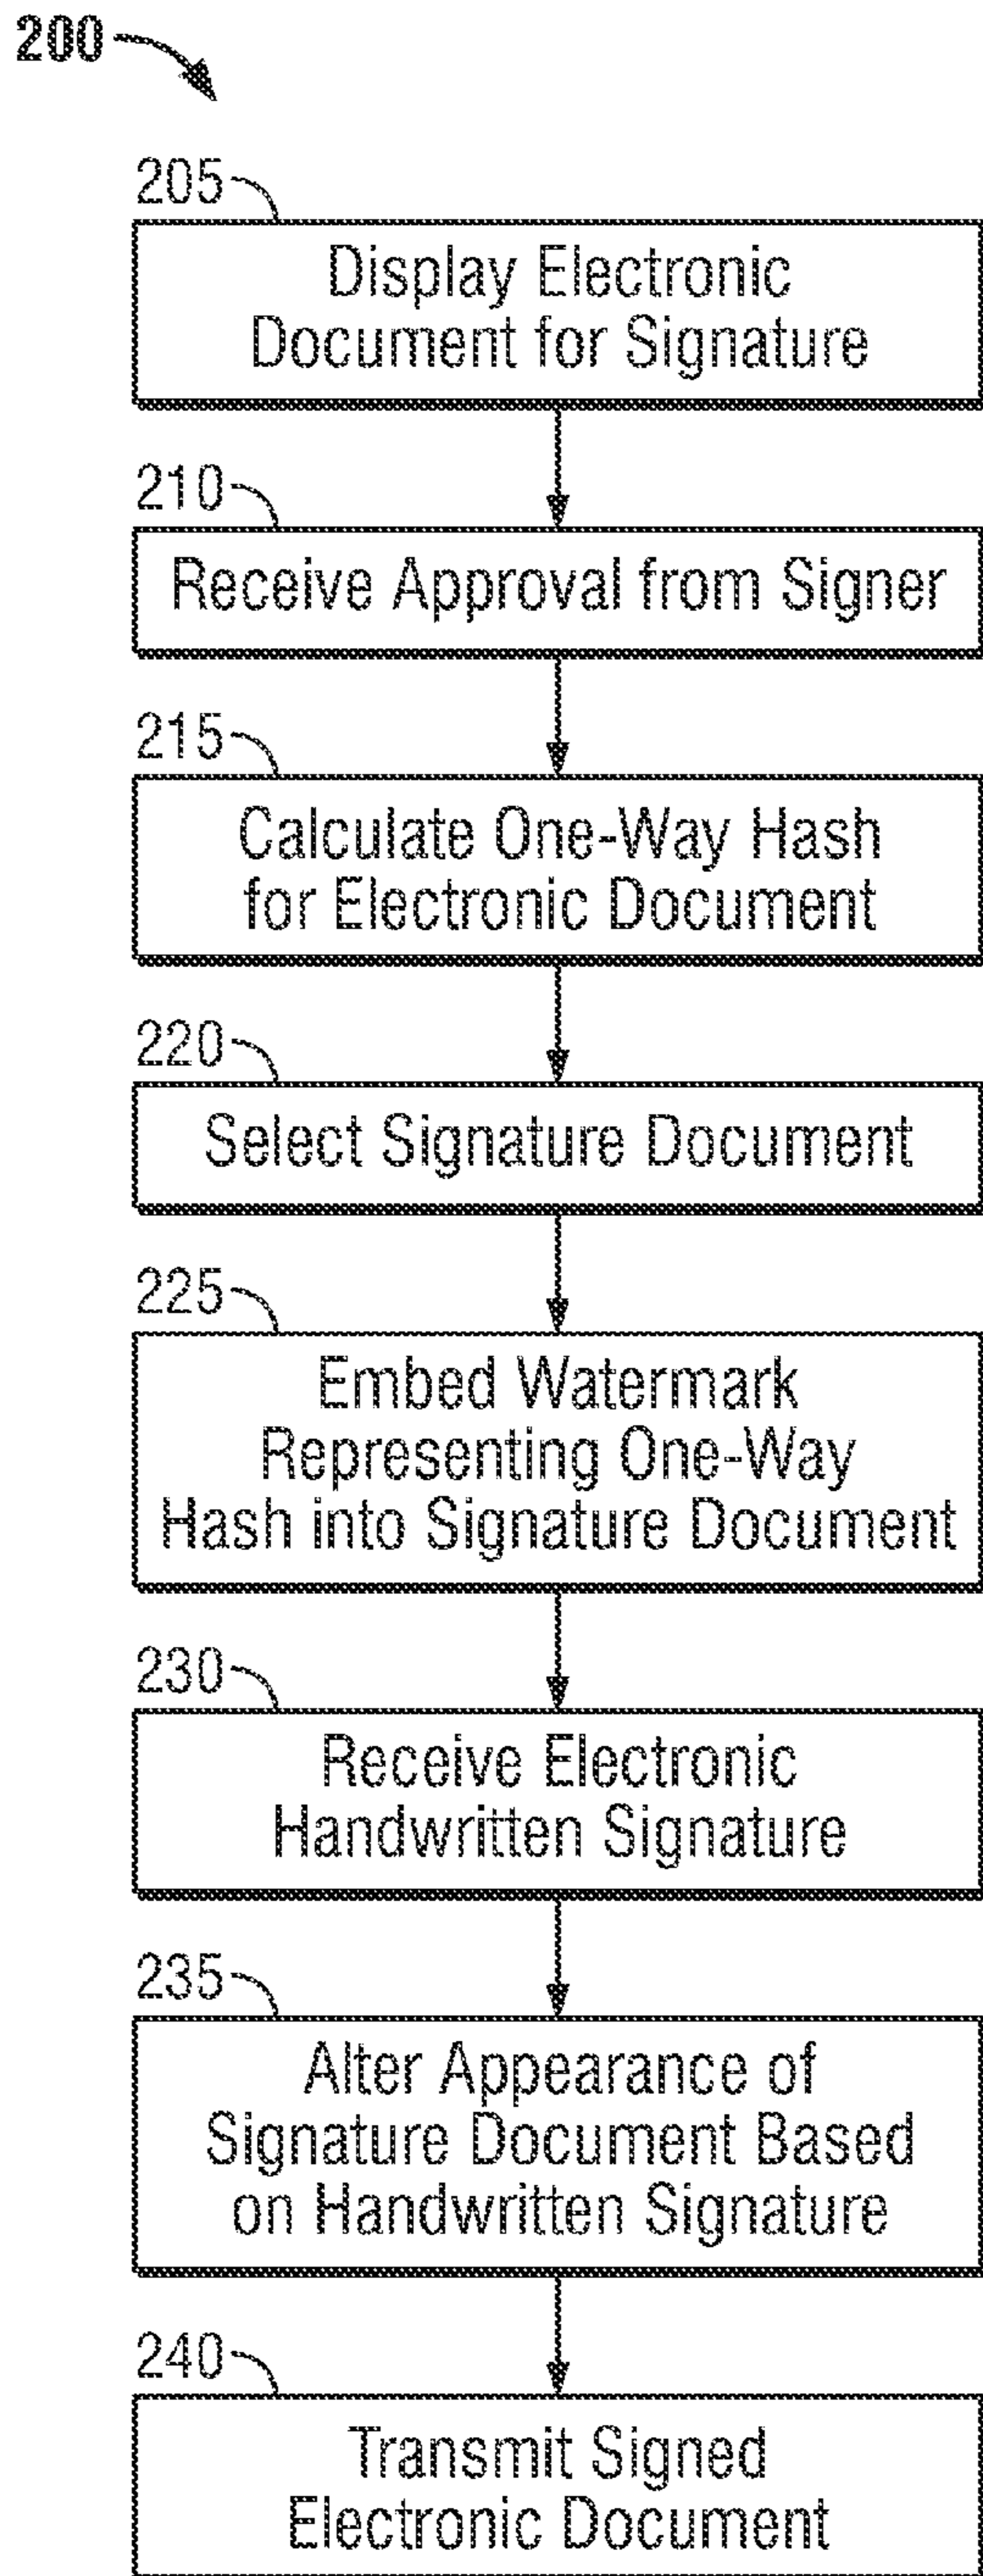 200
205
Display Electronic
Document for Signature
210
Receive Approval from Signer
215
Calculate One-Way Hash
for Electronic Document
220
Select Signature Document
225
Embed Watermark
Representing One-Way
Hash into Signature Document
230
Receive Electronic
Handwritten Signature
235
Alter Appearance of
Signature Document Based
on Handwritten Signature
240
Transmit Signed
Electronic Document